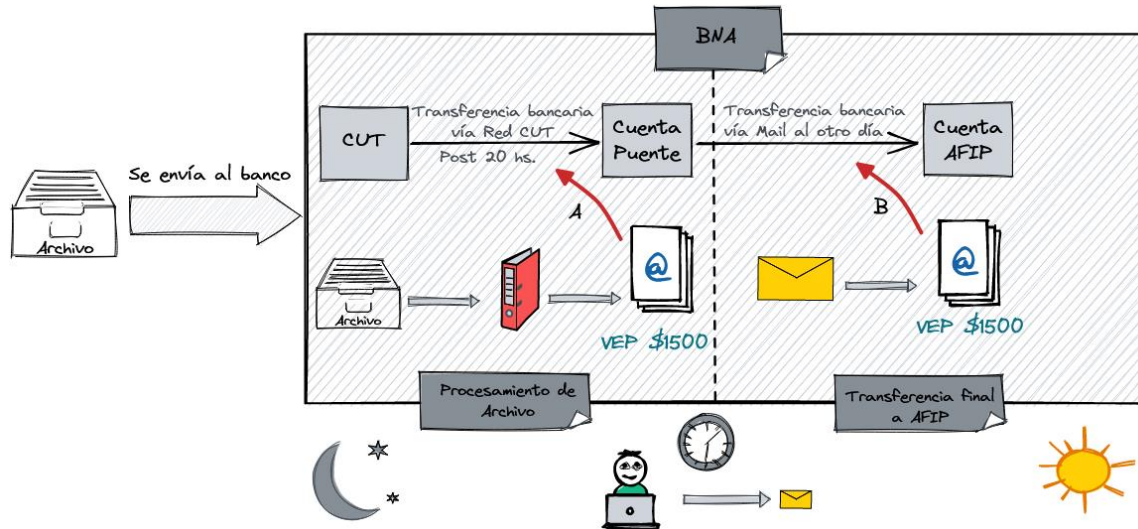 BNA
Se envía al banco
Archivo
CUT
Transferencia bancaria
vía Red CUT
Post 20 hs.
Cuenta
Puente
Transferencia bancaria
vía Mail al otro día
Cuenta
AFIP
A
B
Archivo
@
@
VEP $1500
VEP $1500
Procesamiento de
Archivo
Transferencia final
a AFIP